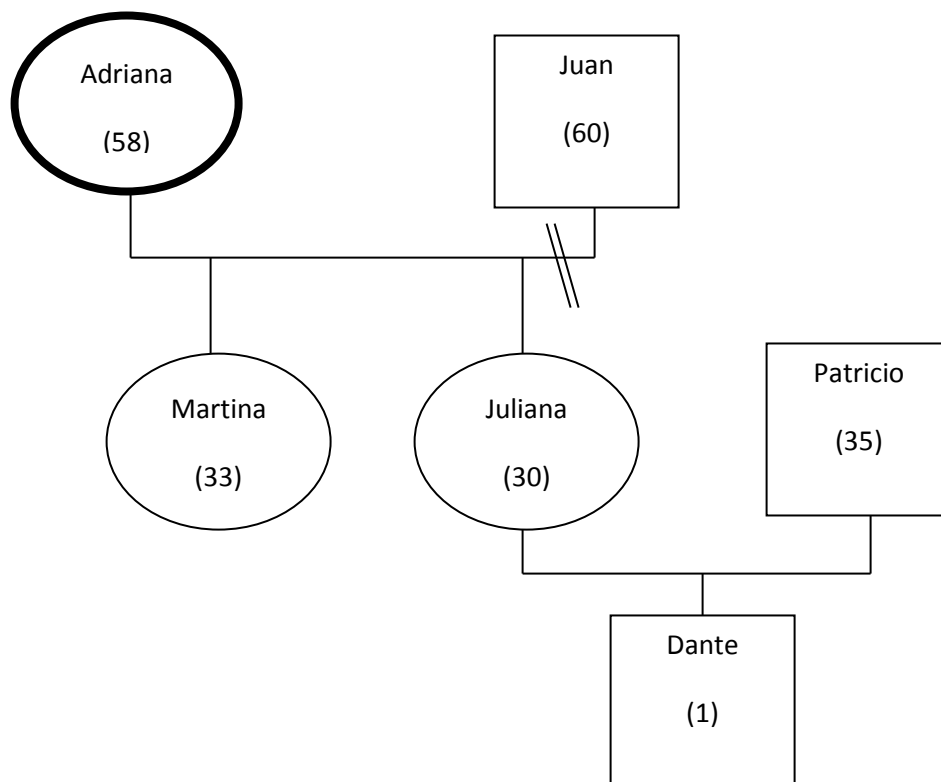 Adriana
(58)
Juan
(60)
Martina
(33)
Juliana
(30)
Patricio
(35)
Dante
(1)